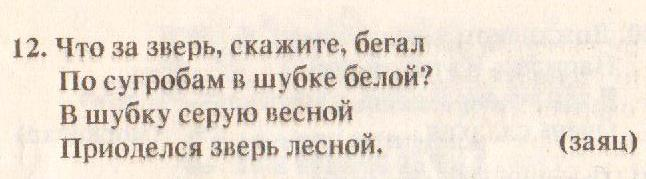 12. Что за зверь, скажите, бегал
По сугробам в шубке белой?
В шубку серую весной
Приоделся зверь лесной. (заяц)